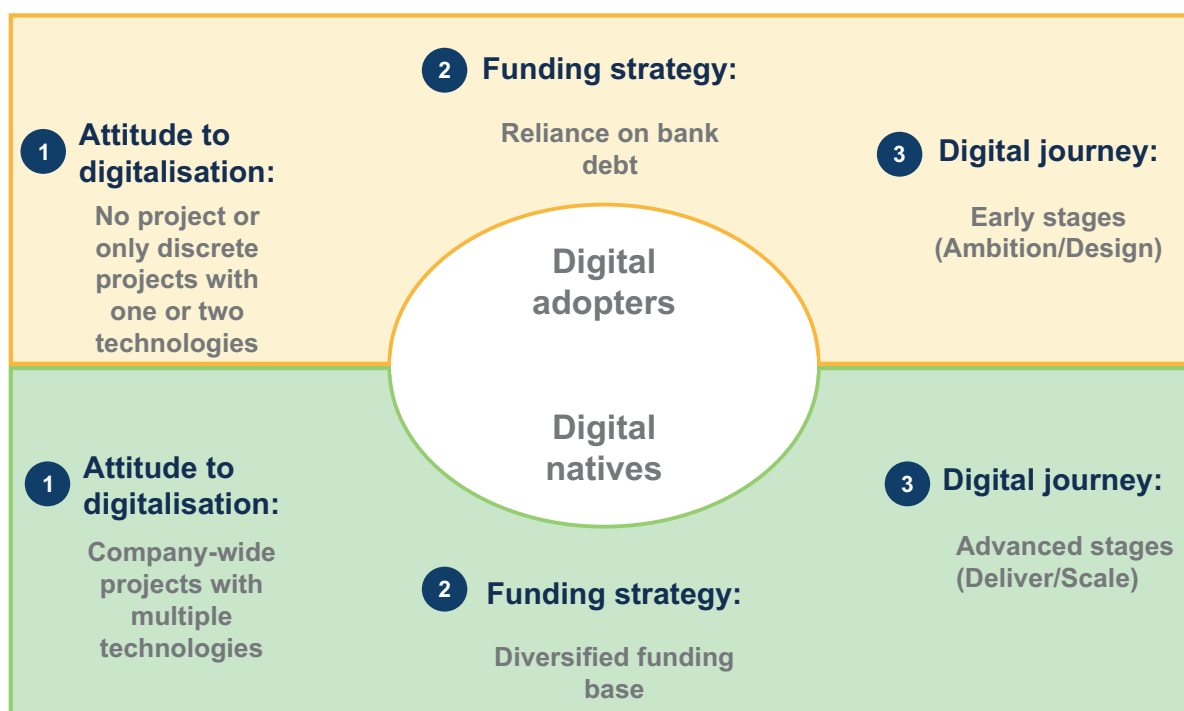 1
Attitude to
digitalisation:
No project or
only discrete
projects with
one or two
technologies
2
Funding strategy:
Reliance on bank
debt
3
Digital journey:
Early stages
(Ambition/Design)
Digital
adopters
Digital
natives
1
Attitude to
digitalisation:
Company-wide
projects with
multiple
technologies
2
Funding strategy:
Diversified funding
base
3
Digital journey:
Advanced stages
(Deliver/Scale)